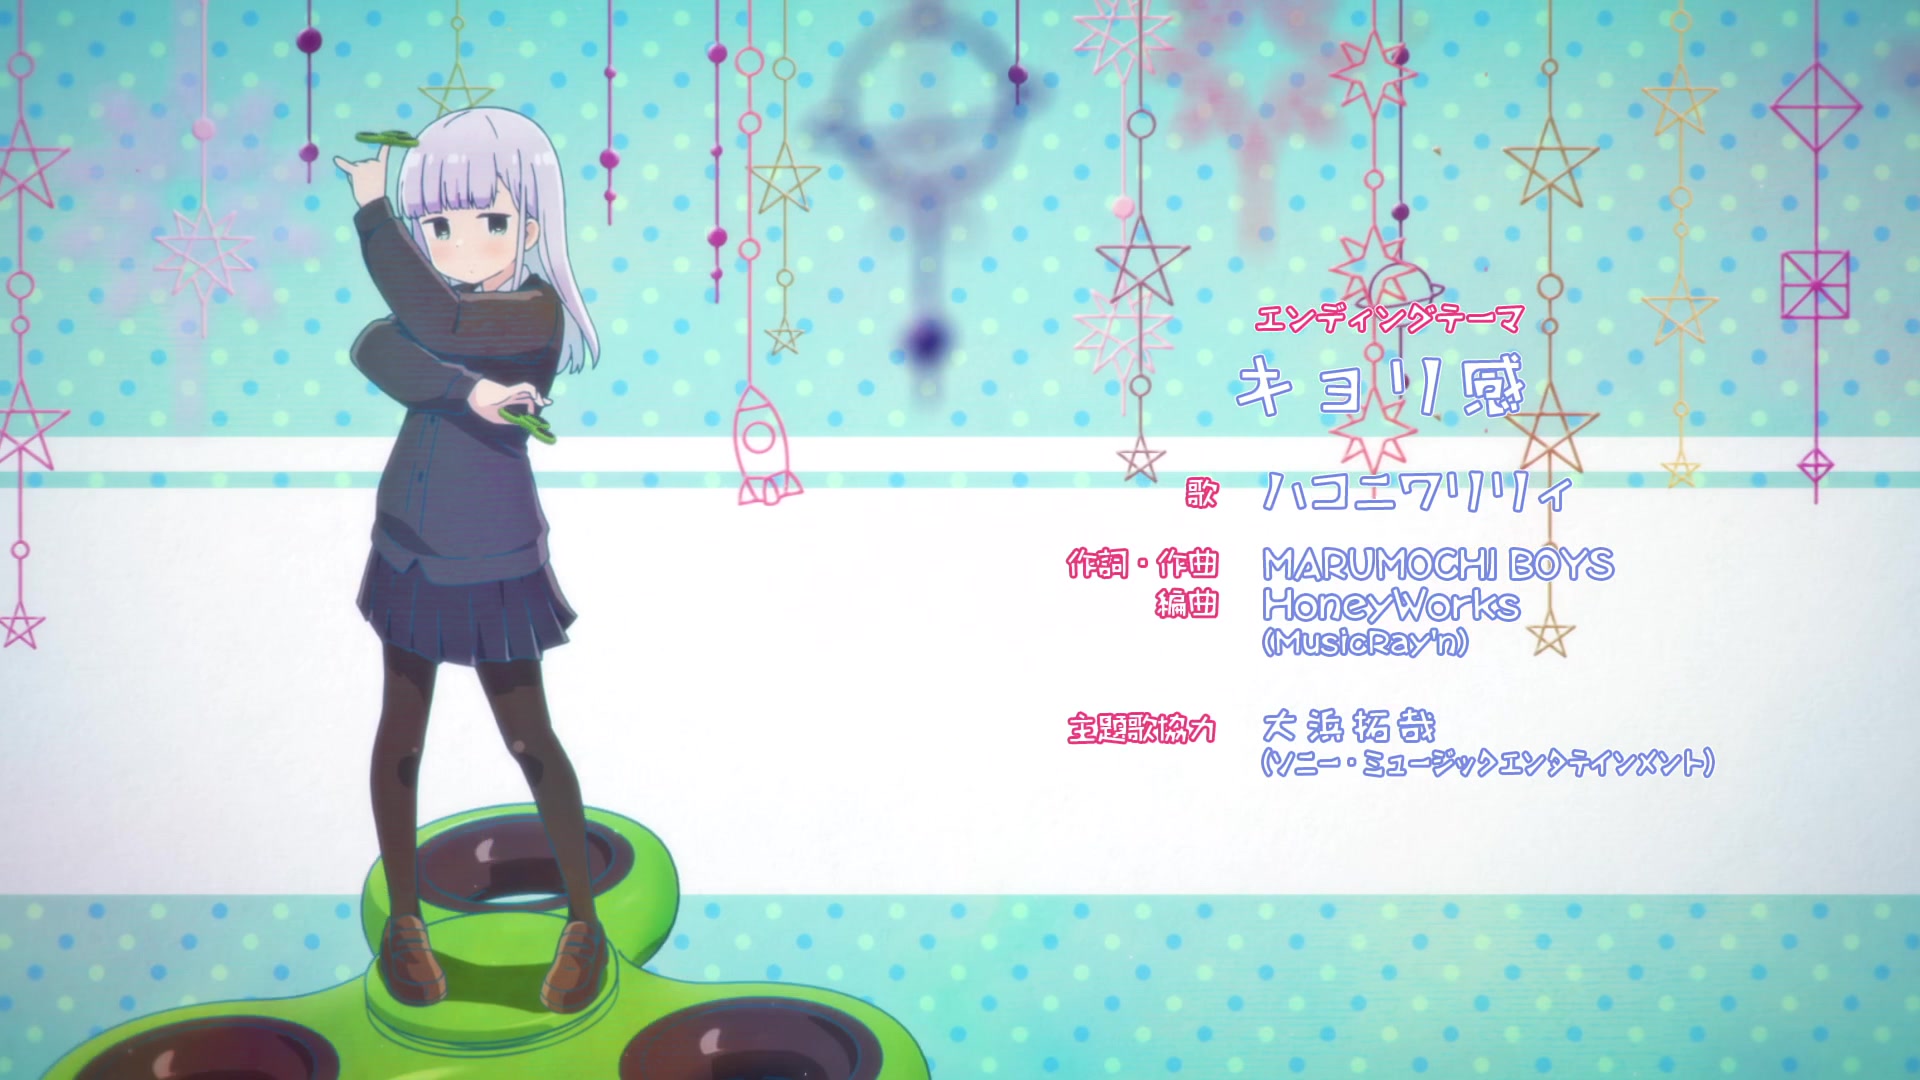 エンディングテーマ
キョリ感
歌 ハコニワリリィ
作詞・作曲 MARUMOCHI BOYS
編曲 HoneyWorks
(MusicRay'n)
主題歌協力 大浜拓哉
(ソニー・ミュージックエンタテインメント)